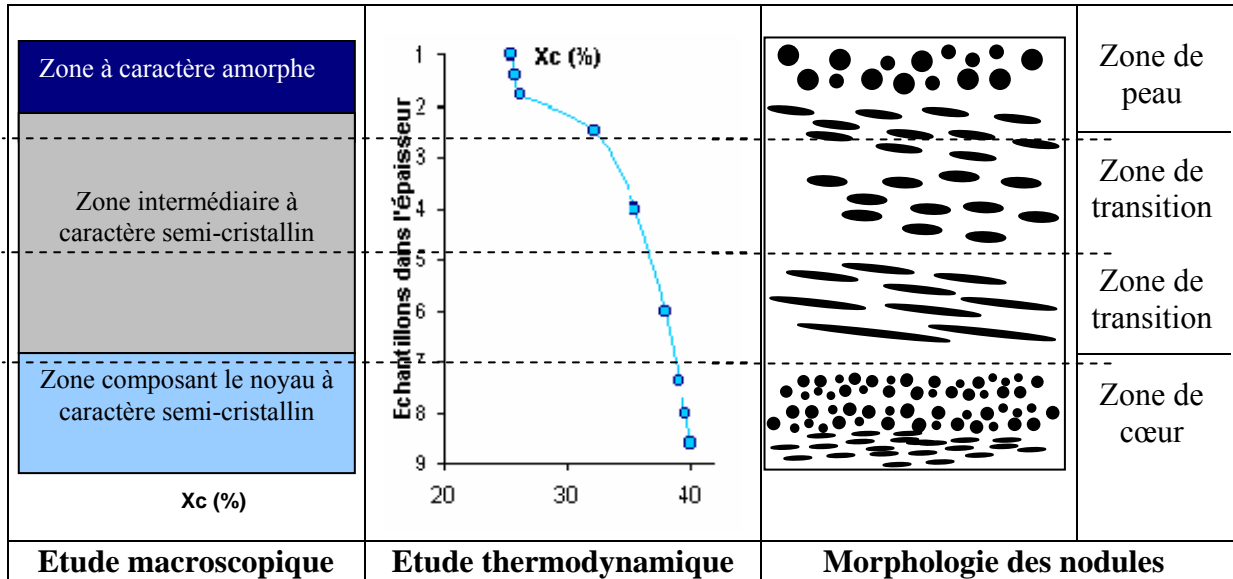 Zone à caractère amorphe
Zone intermédiaire à
caractère semi-cristallin
Zone composant le noyau à
caractère semi-cristallin
Xc (%)
Etude macroscopique
Xc (%)
Echantillons dans l'épaisseur
1
2
3
4
5
6
7
8
9
20
30
40
Etude thermodynamique
Zone de
peau
Zone de
transition
Zone de
transition
Zone de
cœur
Morphologie des nodules